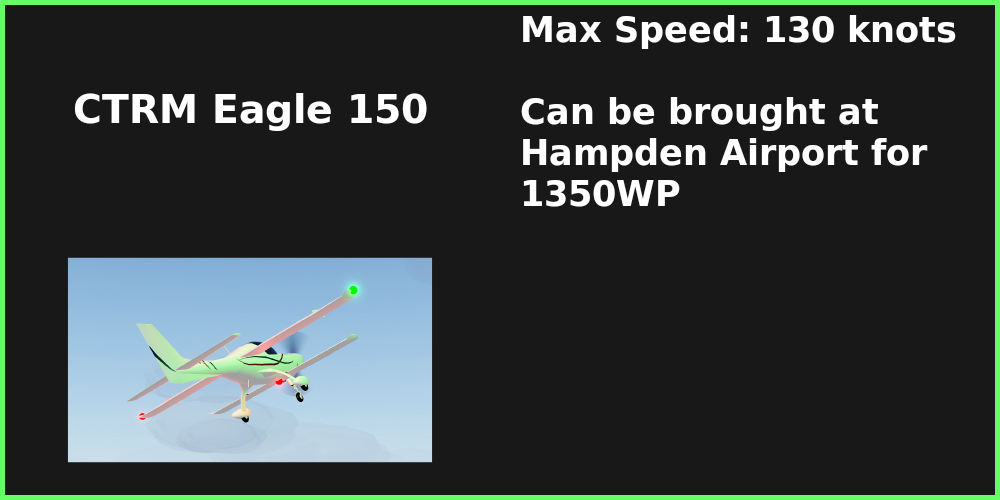 CTRM Eagle 150
Max Speed: 130 knots
Can be brought at
Hampden Airport for
1350WP